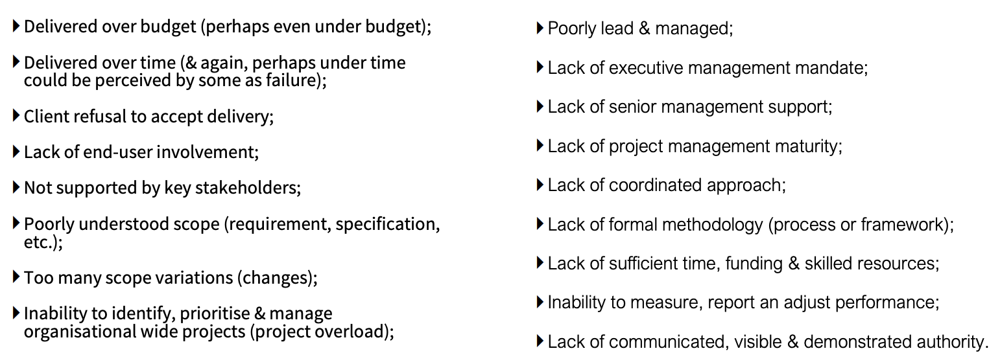 Delivered over budget (perhaps even under budget);
Delivered over time (& again, perhaps under time
could be perceived by some as failure);
Client refusal to accept delivery;
Lack of end-user involvement;
Not supported by key stakeholders;
Poorly understood scope (requirement, specification,
etc.);
Too many scope variations (changes);
Inability to identify, prioritise & manage
organisational wide projects (project overload);
Poorly lead & managed;
Lack of executive management mandate;
Lack of senior management support;
Lack of project management maturity;
Lack of coordinated approach;
Lack of formal methodology (process or framework);
Lack of sufficient time, funding & skilled resources;
Inability to measure, report an adjust performance;
Lack of communicated, visible & demonstrated authority.